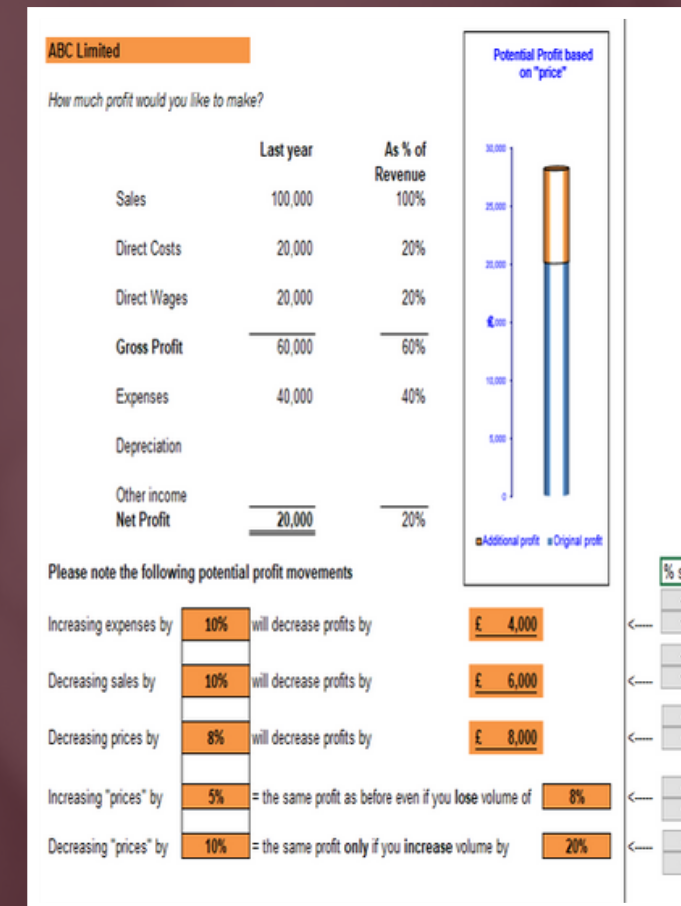 ABC Limited
Potential Profit based
on "price"
How much profit would you like to make?
Last year As % of
Revenue
Sales 100,000 100%
Direct Costs 20,000 20%
Direct Wages 20,000 20%
Gross Profit 60,000 60%
Expenses 40,000 40%
Depreciation
Other income
Net Profit 20,000 20%
30,000
25,000
20,000
£
10,000
5,000
0
Additional profit Original profit
Please note the following potential profit movements
% s
Increasing expenses by 10% will decrease profits by £ 4,000 <-----
Decreasing sales by 10% will decrease profits by £ 6,000 <-----
Decreasing prices by 8% will decrease profits by £ 8,000 <-----
Increasing "prices" by 5% = the same profit as before even if you lose volume of 8% <-----
Decreasing "prices" by 10% = the same profit only if you increase volume by 20% <-----